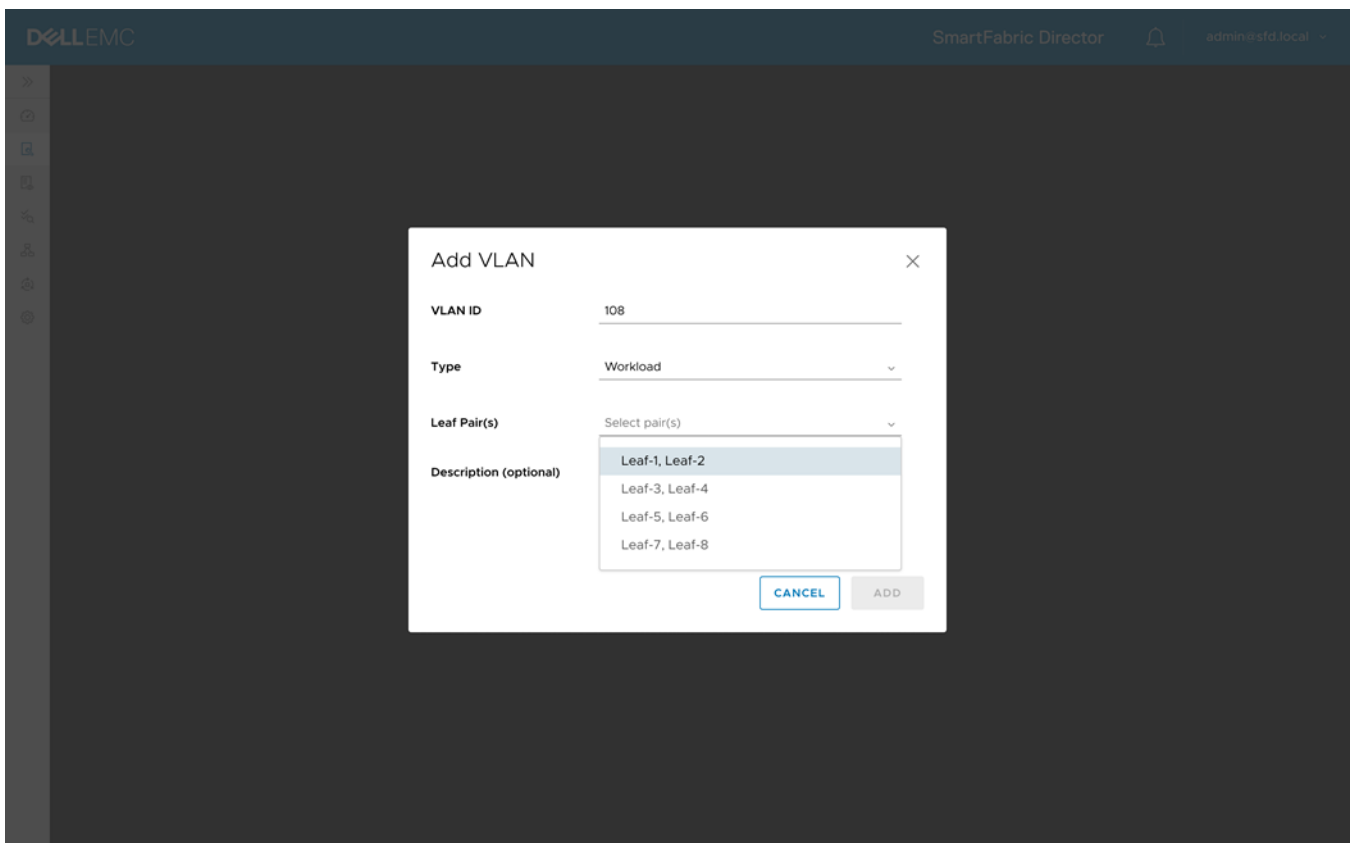 DELLEMC
SmartFabric Director
admin@sfd.local
Add VLAN
VLAN ID
108
Type
Workload
Leaf Pair(s)
Select pair(s)
Leaf-1, Leaf-2
Description (optional)
Leaf-3, Leaf-4
Leaf-5, Leaf-6
Leaf-7, Leaf-8
CANCEL
ADD